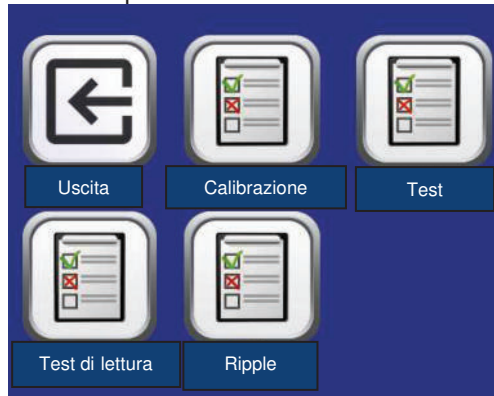 Uscita
Calibrazione
Test
Test di lettura
Ripple